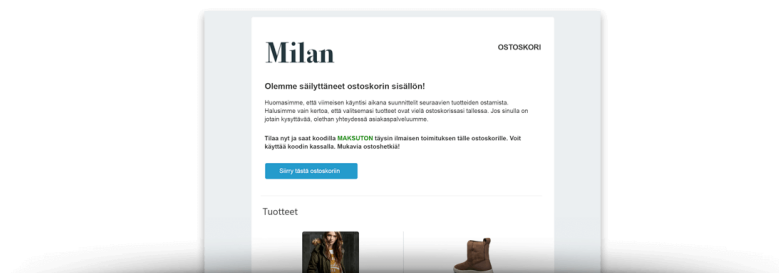 Milan
OSTOSKORI
Olemme säilyttäneet ostoskorin sisällön!
Huomasimme, että viimeisen käyntisi aikana suunnittelit seuraavien tuotteiden ostamista.
Halusimme vain kertoa, että valitsemasi tuotteet ovat vielä ostoskorissasi tallessa. Jos sinulla on
jotain kysyttävää, olethan yhteydessä asiakaspalveluumme.
Tilaa nyt ja saat koodilla MAKSUTON täysin ilmaisen toimituksen tälle ostoskorille. Voit
käyttää koodin kassalla. Mukavia ostoshetkiä!
Siirry tästä ostoskoriin
Tuotteet